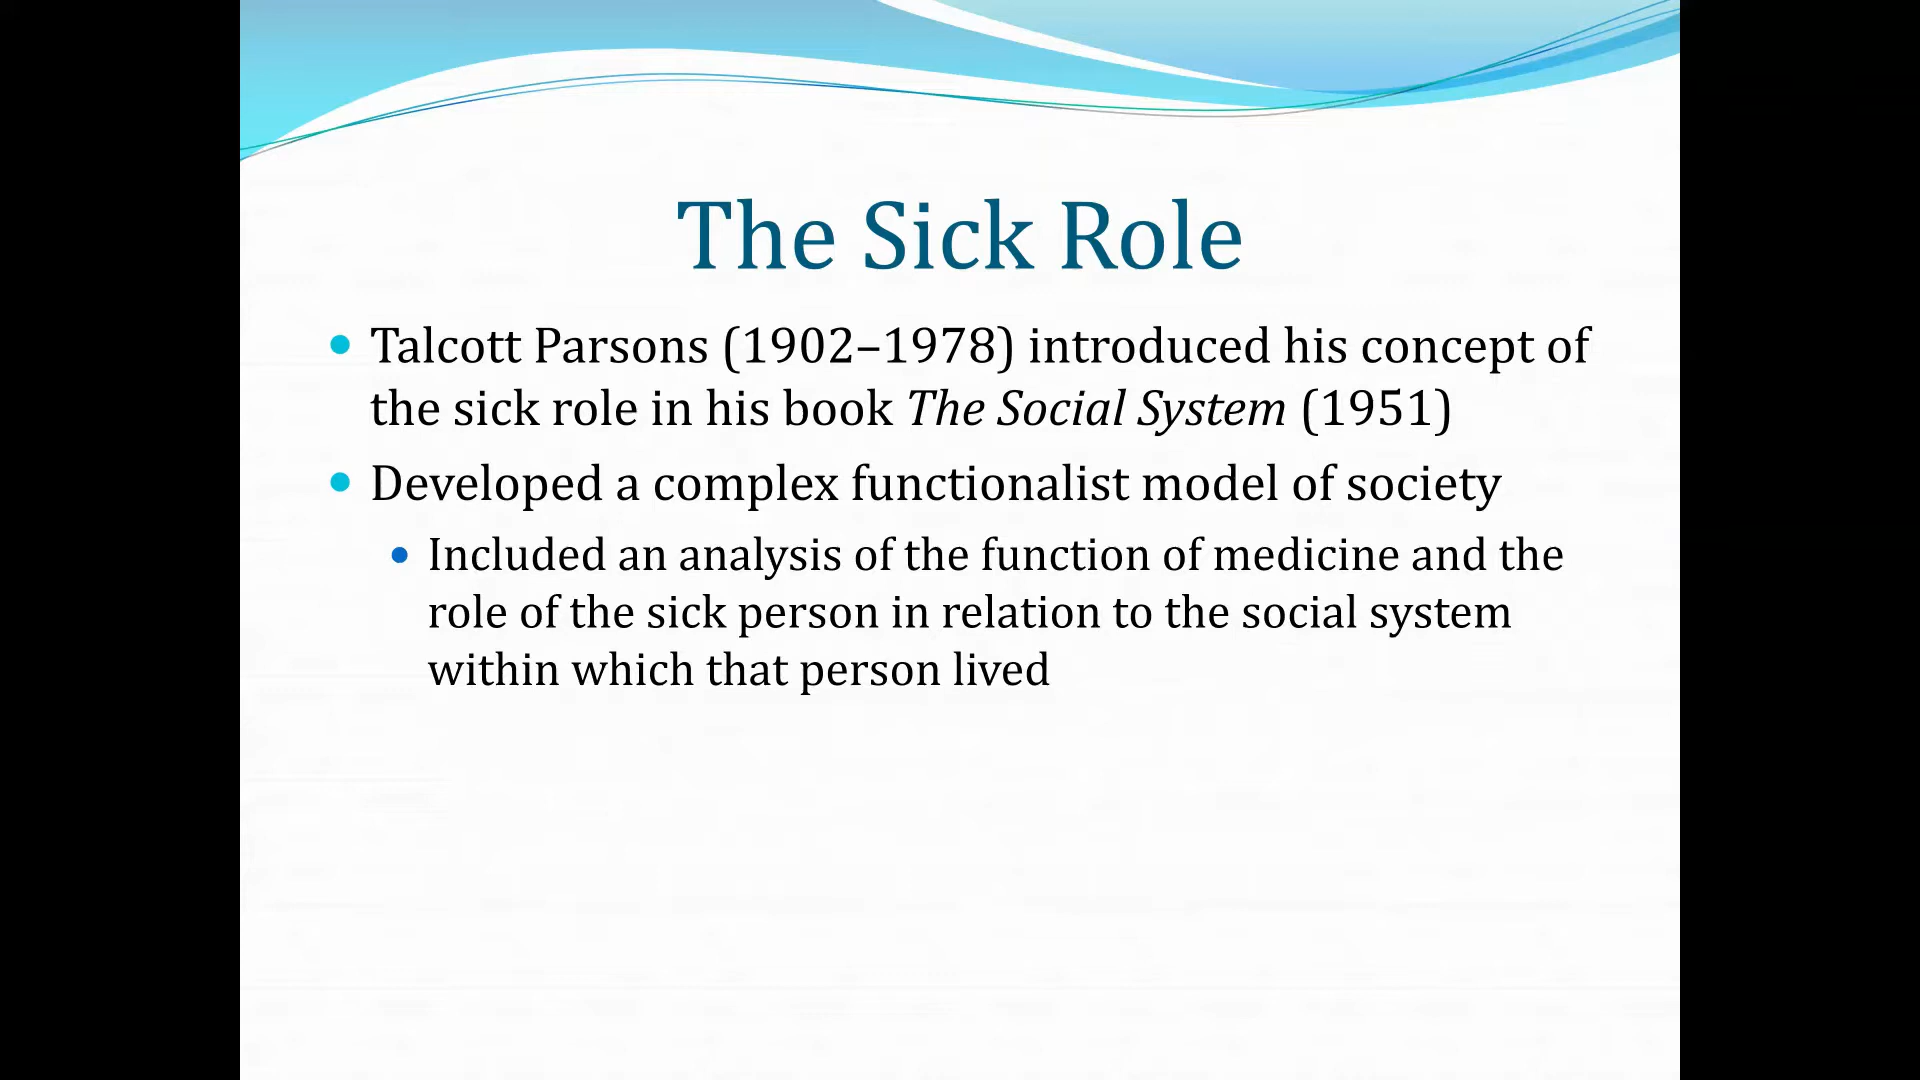 The Sick Role
• Talcott Parsons (1902–1978) introduced his concept of
the sick role in his book The Social System (1951)
• Developed a complex functionalist model of society
• Included an analysis of the function of medicine and the
role of the sick person in relation to the social system
within which that person lived